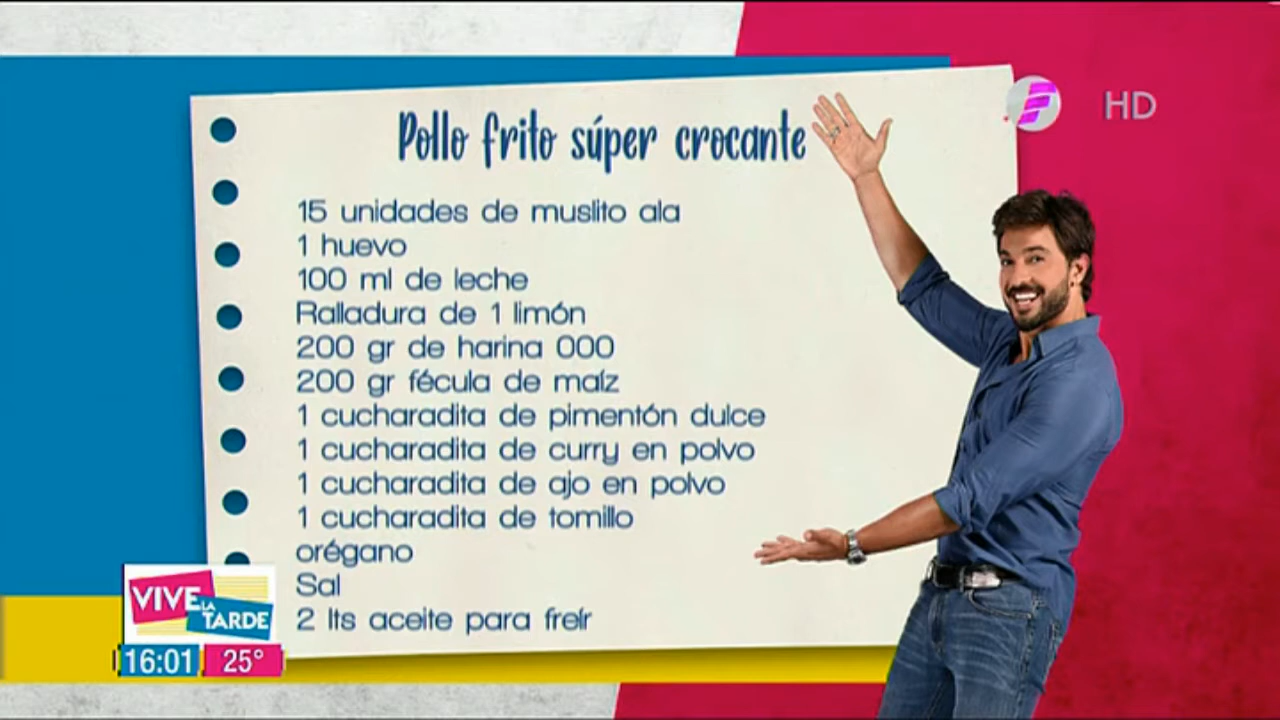 Pollo frito súper crocante
HD
15 unidades de muslito ala
1 huevo
100 ml de leche
Ralladura de 1 limón
200 gr de harina 000
200 gr fécula de maíz
1 cucharadita de pimentón dulce
1 cucharadita de curry en polvo
1 cucharadita de ajo en polvo
1 cucharadita de tomillo
orégano
Sal
2 lts aceite para freír
VIVE
LA
TARDE
16:01 25°